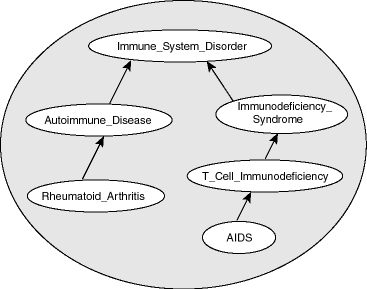 Immune_System_Disorder
Autoimmune_Disease
Immunodeficiency_
Syndrome
Rheumatoid_Arthritis
T_Cell_Immunodeficiency
AIDS